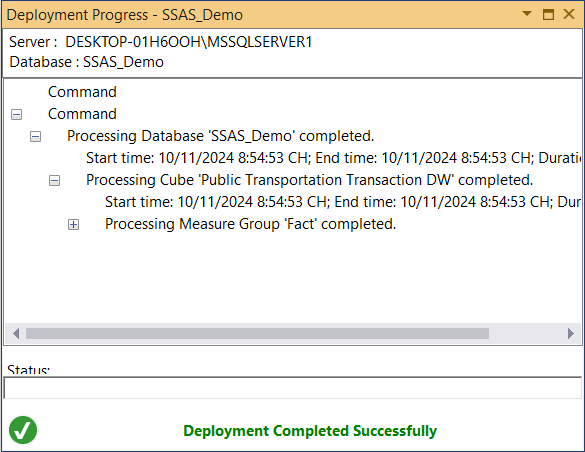 Deployment Progress - SSAS_Demo
Server : DESKTOP-01H6OOH\MSSQLSERVER1
Database : SSAS_Demo
Command
Command
Processing Database 'SSAS_Demo' completed.
Start time: 10/11/2024 8:54:53 CH; End time: 10/11/2024 8:54:53 CH; Duratio
Processing Cube 'Public Transportation Transaction DW' completed.
Start time: 10/11/2024 8:54:53 CH; End time: 10/11/2024 8:54:53 CH; Dur
Processing Measure Group 'Fact' completed.
Status:
Deployment Completed Successfully